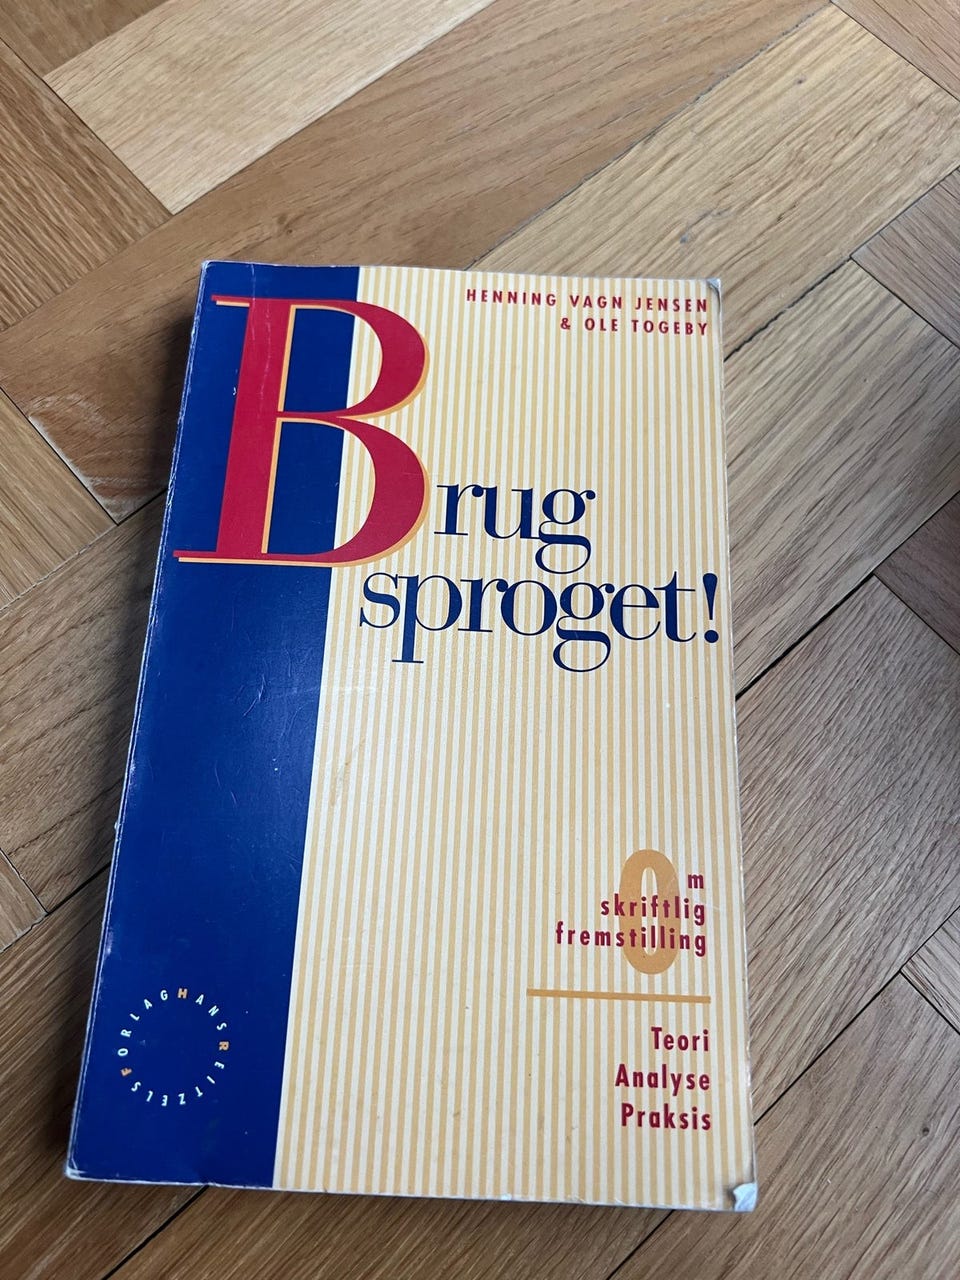 HENNING VAGN JENSEN
& OLE TOGEBY
Brug
sproget!
Om
skriftlig
fremstilling
Teori
Analyse
Praksis
HANS REITZELS FORLAG